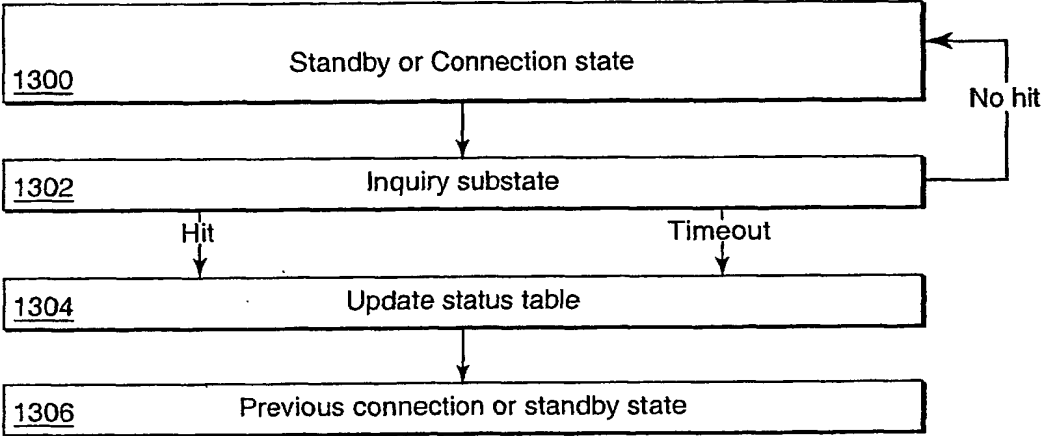 1300 Standby or Connection state
No hit
1302 Inquiry substate
Hit Timeout
1304 Update status table
1306 Previous connection or standby state